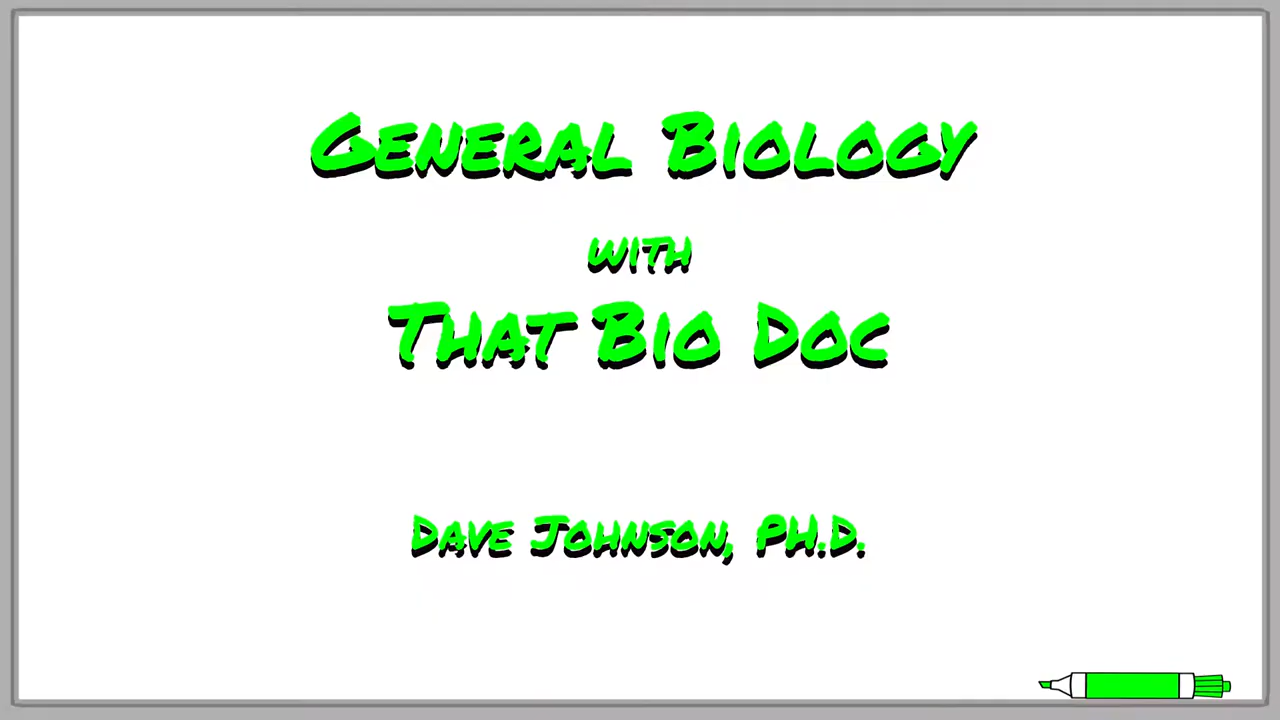 General Biology
with
That Bio Doc
Dave Johnson, PH.D.